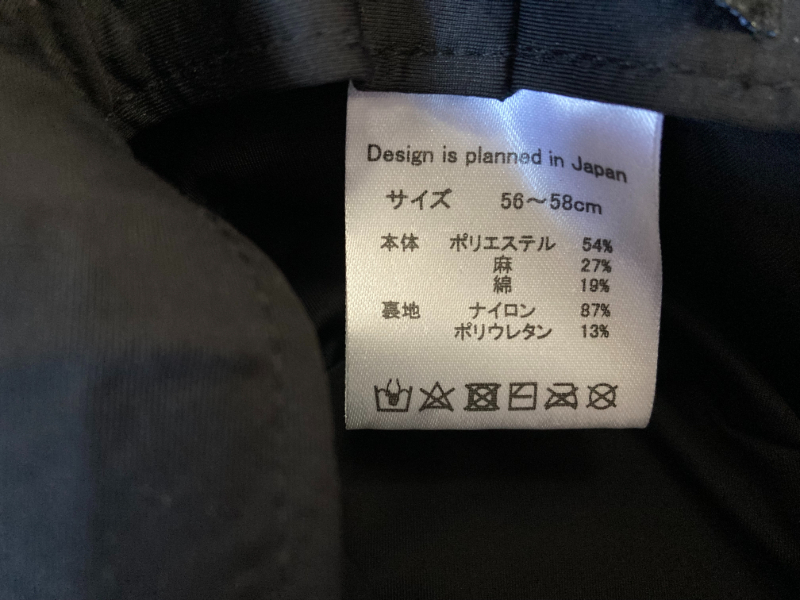 Design is planned in Japan
サイズ 56～58cm
本体 ポリエステル 54%
麻 27%
綿 19%
裏地 ナイロン 87%
ポリウレタン 13%